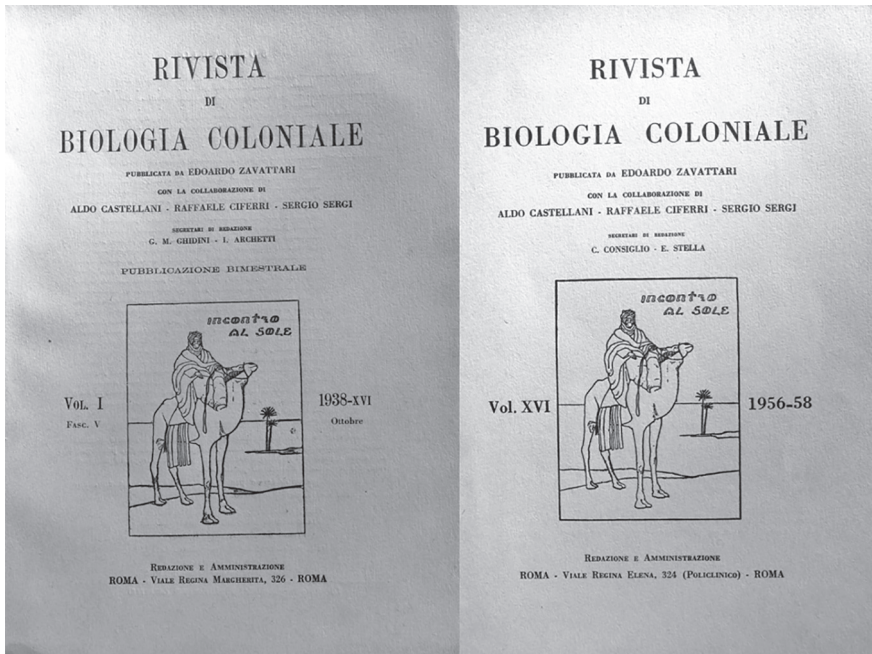 RIVISTA
DI
BIOLOGIA COLONIALE
PUBBLICATA DA EDOARDO ZAVATTARI
CON LA COLLABORAZIONE DI
ALDO CASTELLANI - RAFFAELE CIFERRI - SERGIO SERGI
SEGRETARI DI REDAZIONE
G. M. GHIDINI - I. ARCHETTI
PUBBLICAZIONE BIMESTRALE
INCONTRO
AL SOLE
VOL. I
FASC. V
1938-XVI
Ottobre
REDAZIONE E AMMINISTRAZIONE
ROMA - VIALE REGINA MARGHERITA, 326 - ROMA
RIVISTA
DI
BIOLOGIA COLONIALE
PUBBLICATA DA EDOARDO ZAVATTARI
CON LA COLLABORAZIONE DI
ALDO CASTELLANI - RAFFAELE CIFERRI - SERGIO SERGI
SEGRETARI DI REDAZIONE
C. CONSIGLIO - E. STELLA
INCONTRO
AL SOLE
Vol. XVI
1956-58
REDAZIONE E AMMINISTRAZIONE
ROMA - VIALE REGINA ELENA, 324 (POLICLINICO) - ROMA